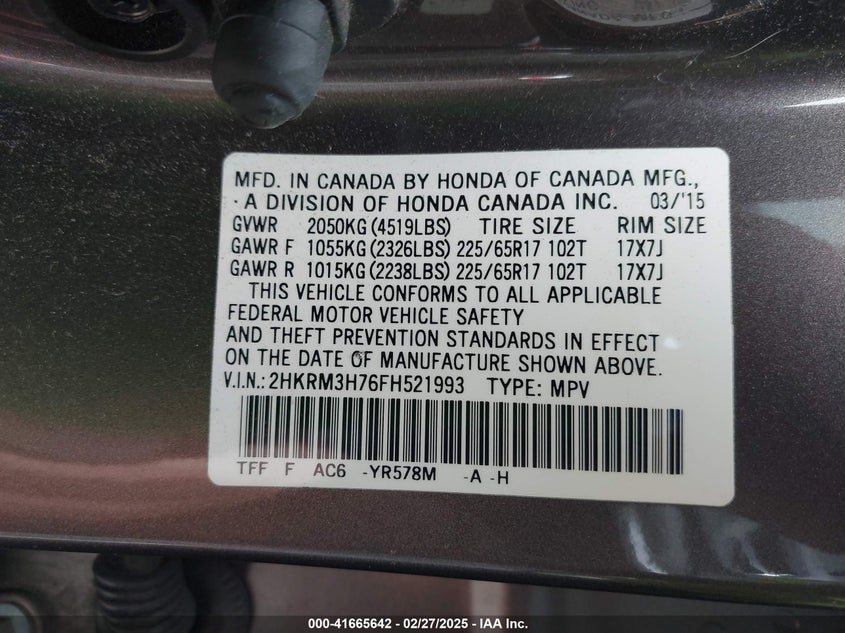 MFD. IN CANADA BY HONDA OF CANADA MFG.,
A DIVISION OF HONDA CANADA INC. 03/'15
GVWR 2050KG(4519LBS) TIRE SIZE RIM SIZE
GAWR F 1055KG(2326LBS) 225/65R17 102T 17X7J
GAWR R 1015KG(2238LBS) 225/65R17 102T 17X7J
THIS VEHICLE CONFORMS TO ALL APPLICABLE
FEDERAL MOTOR VEHICLE SAFETY
AND THEFT PREVENTION STANDARDS IN EFFECT
ON THE DATE OF MANUFACTURE SHOWN ABOVE.
V.I.N.:2HKRM3H76FH521993 TYPE: MPV
TFF F AC6 -YR578M -A -H
000-41665642 - 02/27/2025 - IAA Inc.